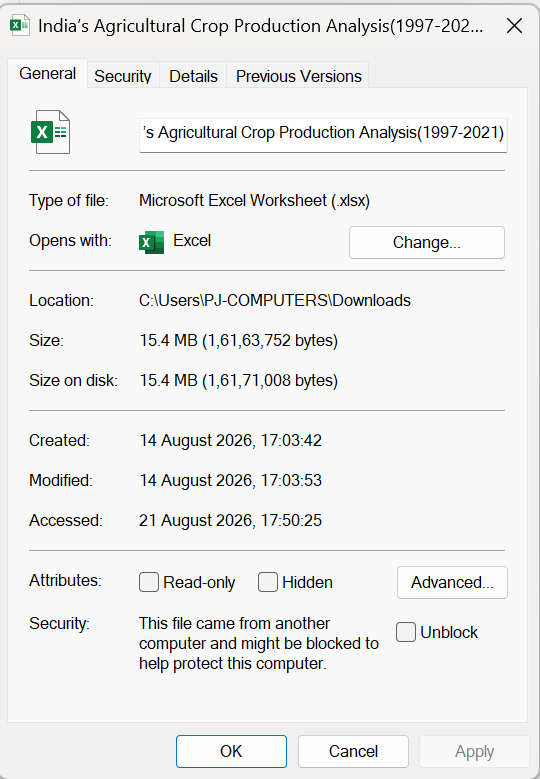 India’s Agricultural Crop Production Analysis(1997-202...
General Security Details Previous Versions
’s Agricultural Crop Production Analysis(1997-2021)
Type of file: Microsoft Excel Worksheet (.xlsx)
Opens with: Excel Change...
Location: C:\Users\PJ-COMPUTERS\Downloads
Size: 15.4 MB (1,61,63,752 bytes)
Size on disk: 15.4 MB (1,61,71,008 bytes)
Created: 14 August 2026, 17:03:42
Modified: 14 August 2026, 17:03:53
Accessed: 21 August 2026, 17:50:25
Attributes: Read-only Hidden Advanced...
Security: This file came from another
computer and might be blocked to
help protect this computer.
Unblock
OK Cancel Apply